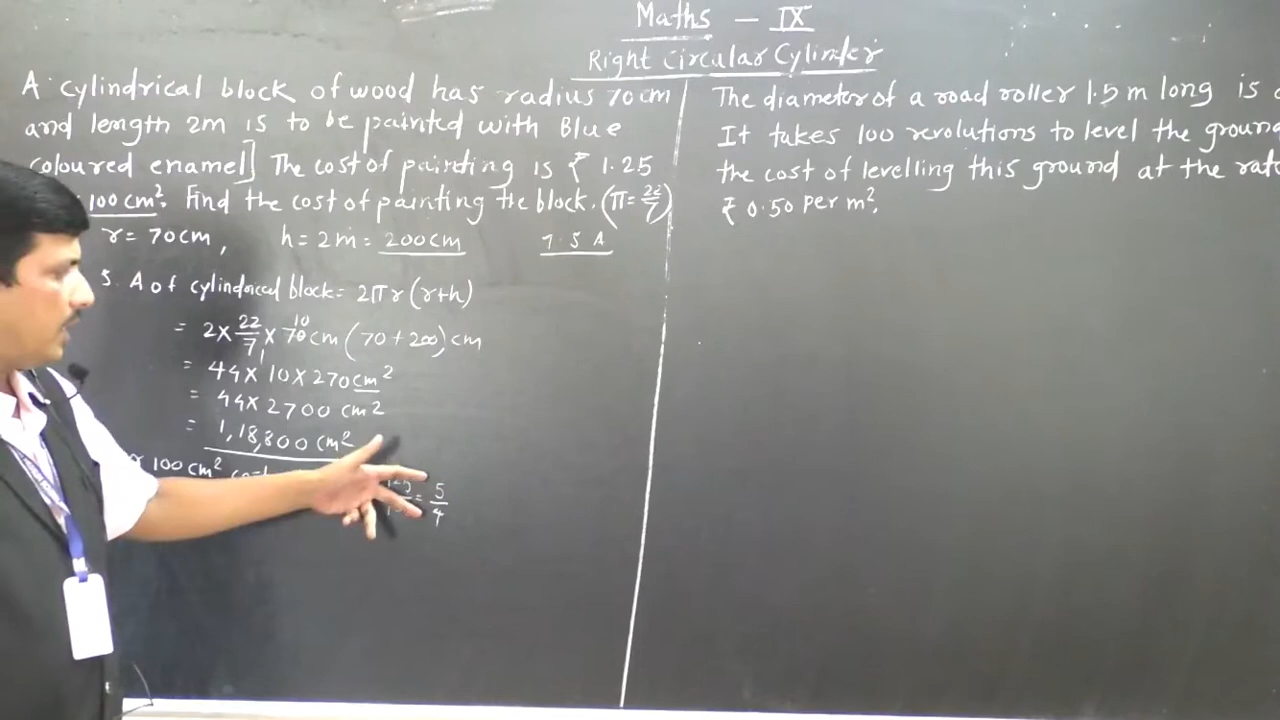 Maths — IX
Right Circular Cylinder
A cylindrical block of wood has radius 70cm
and length 2m is to be painted with Blue
coloured enamel] The cost of painting is ₹ 1.25
100 cm². Find the cost of painting the block. (π = 22/7)
r = 70cm, h = 2m = 200cm T.S A
S. A of cylindrical block = 2πr (r+h)
= 2 × 22/7 1 × 70 10 cm (70 + 200) cm
= 44 × 10 × 270 cm²
= 44 × 2700 cm2
= 1,18,800 cm²
100 cm² cost
= 5/4
The diameter of a road roller 1.5 m long is
It takes 100 revolutions to level the ground
the cost of levelling this ground at the rate
₹ 0.50 per m².